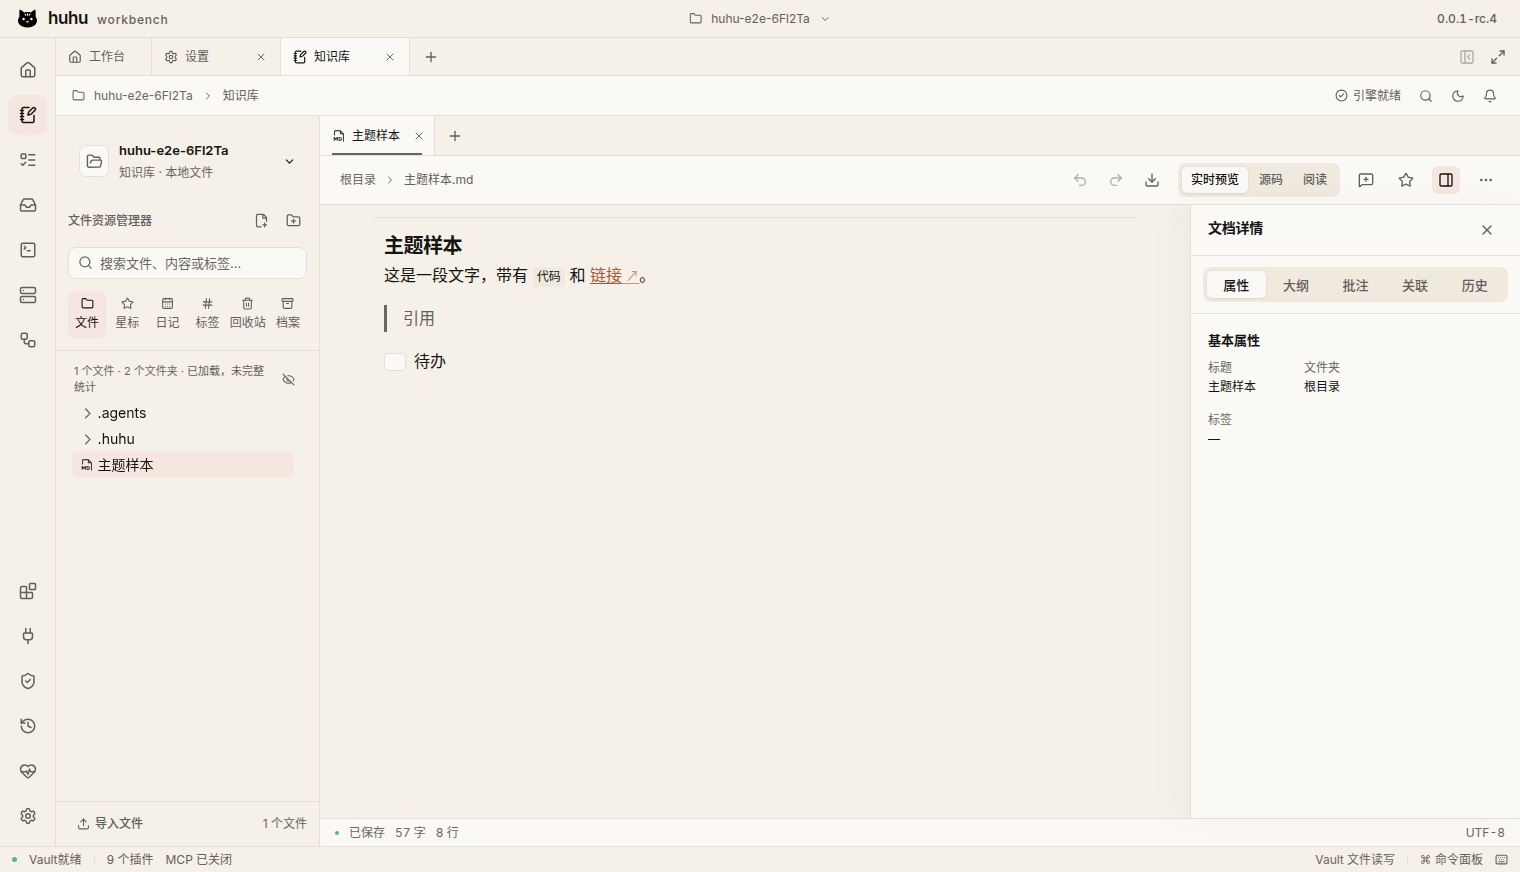 huhu workbench
huhu-e2e-6Fl2Ta
0.0.1-rc.4
工作台
设置
知识库
huhu-e2e-6Fl2Ta
知识库
引擎就绪
huhu-e2e-6Fl2Ta
知识库 · 本地文件
文件资源管理器
搜索文件、内容或标签...
文件
星标
日记
标签
回收站
档案
1 个文件 · 2 个文件夹 · 已加载，未完整
统计
.agents
.huhu
主题样本
导入文件
1 个文件
主题样本
根目录
主题样本.md
实时预览
源码
阅读
主题样本
这是一段文字，带有 代码 和 链接 ↗。
引用
待办
文档详情
属性
大纲
批注
关联
历史
基本属性
标题
文件夹
主题样本
根目录
标签
—
已保存 57 字 8 行
UTF-8
Vault就绪
9 个插件
MCP 已关闭
Vault 文件读写
⌘ 命令面板